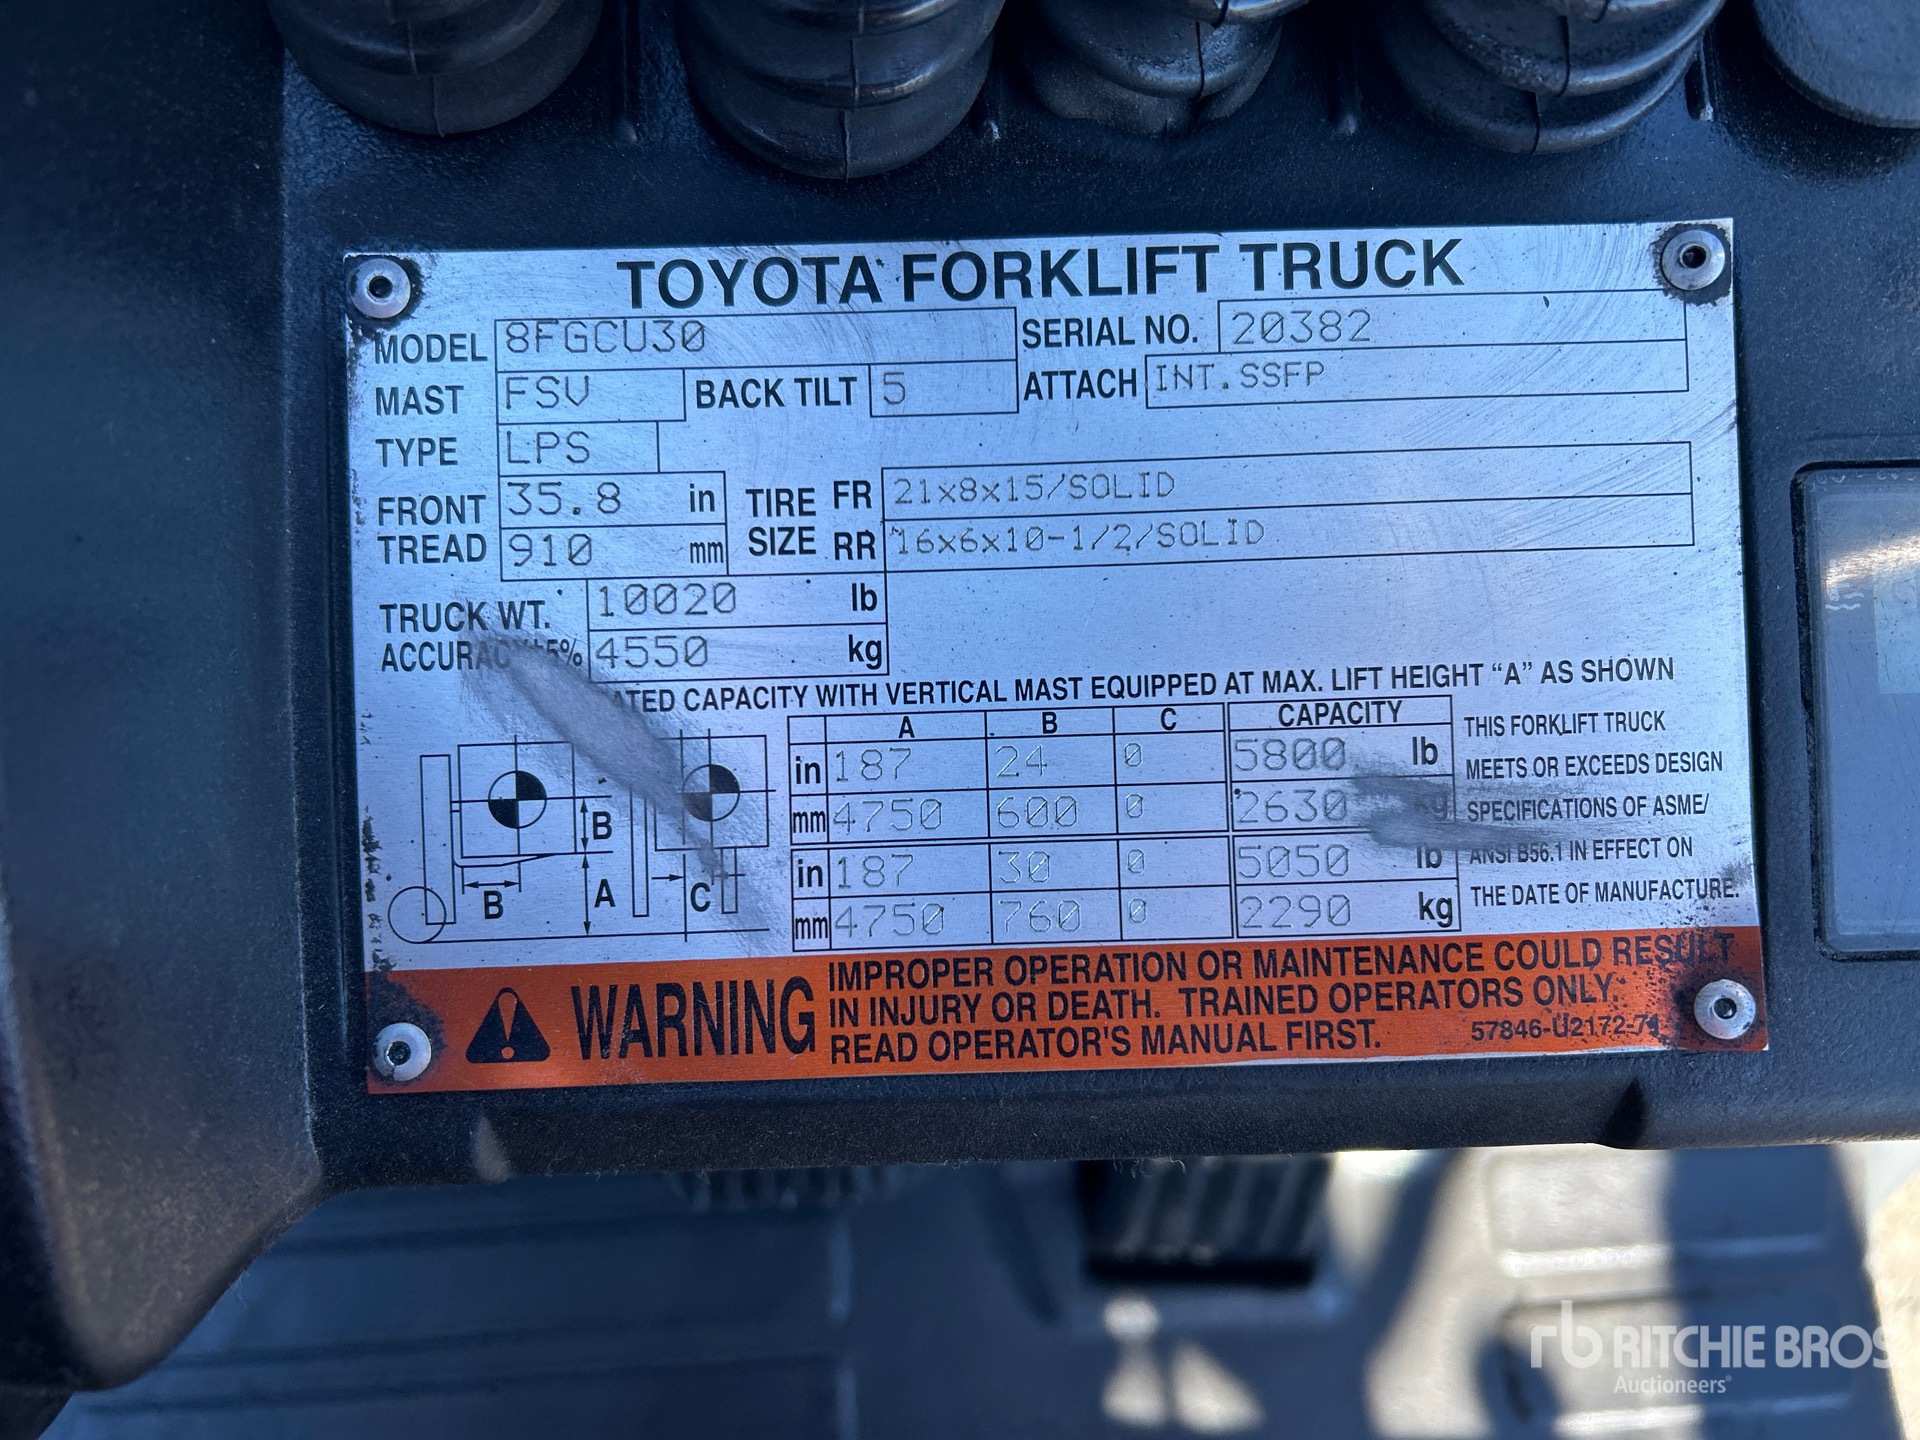 TOYOTA FORKLIFT TRUCK
MODEL 8FGCU30 SERIAL NO. 20382
MAST FSV BACK TILT 5 ATTACH INT.SSFP
TYPE LPS
FRONT TREAD 35.8 in 910 mm
TIRE SIZE FR 21x8x15/SOLID
RR 16x6x10-1/2/SOLID
TRUCK WT. 10020 lb
ACCURACY±5% 4550 kg
RATED CAPACITY WITH VERTICAL MAST EQUIPPED AT MAX. LIFT HEIGHT "A" AS SHOWN
A B C CAPACITY
in 187 24 0 5800 lb
mm 4750 600 0 2630 kg
in 187 30 0 5050 lb
mm 4750 760 0 2290 kg
B
A
B
C
THIS FORKLIFT TRUCK
MEETS OR EXCEEDS DESIGN
SPECIFICATIONS OF ASME/
ANSI B56.1 IN EFFECT ON
THE DATE OF MANUFACTURE.
WARNING
IMPROPER OPERATION OR MAINTENANCE COULD RESULT
IN INJURY OR DEATH. TRAINED OPERATORS ONLY.
READ OPERATOR'S MANUAL FIRST. 57846-U2172-71
rb RITCHIE BROS
Auctioneers